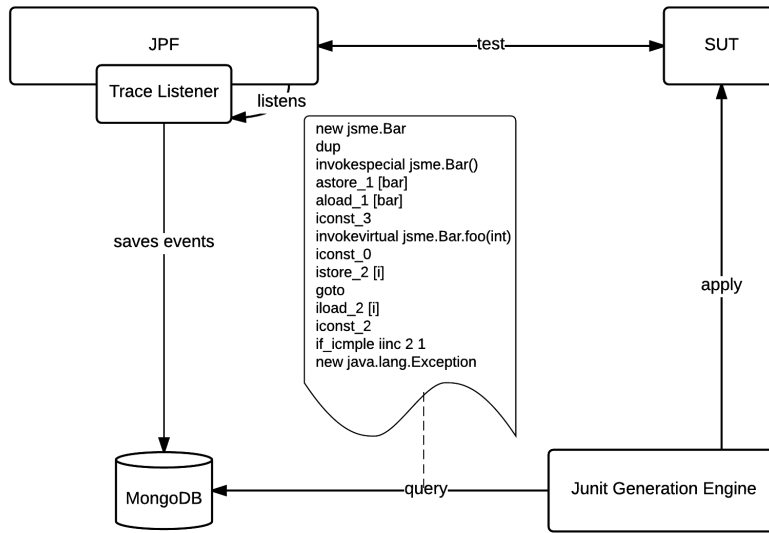 JPF
test
SUT
Trace Listener
listens
new jsme.Bar
dup
invokespecial jsme.Bar()
astore_1 [bar]
aload_1 [bar]
iconst_3
invokevirtual jsme.Bar.foo(int)
iconst_0
istore_2 [i]
goto
iload_2 [i]
iconst_2
if_icmple iinc 2 1
new java.lang.Exception
saves events
apply
MongoDB
query
Junit Generation Engine